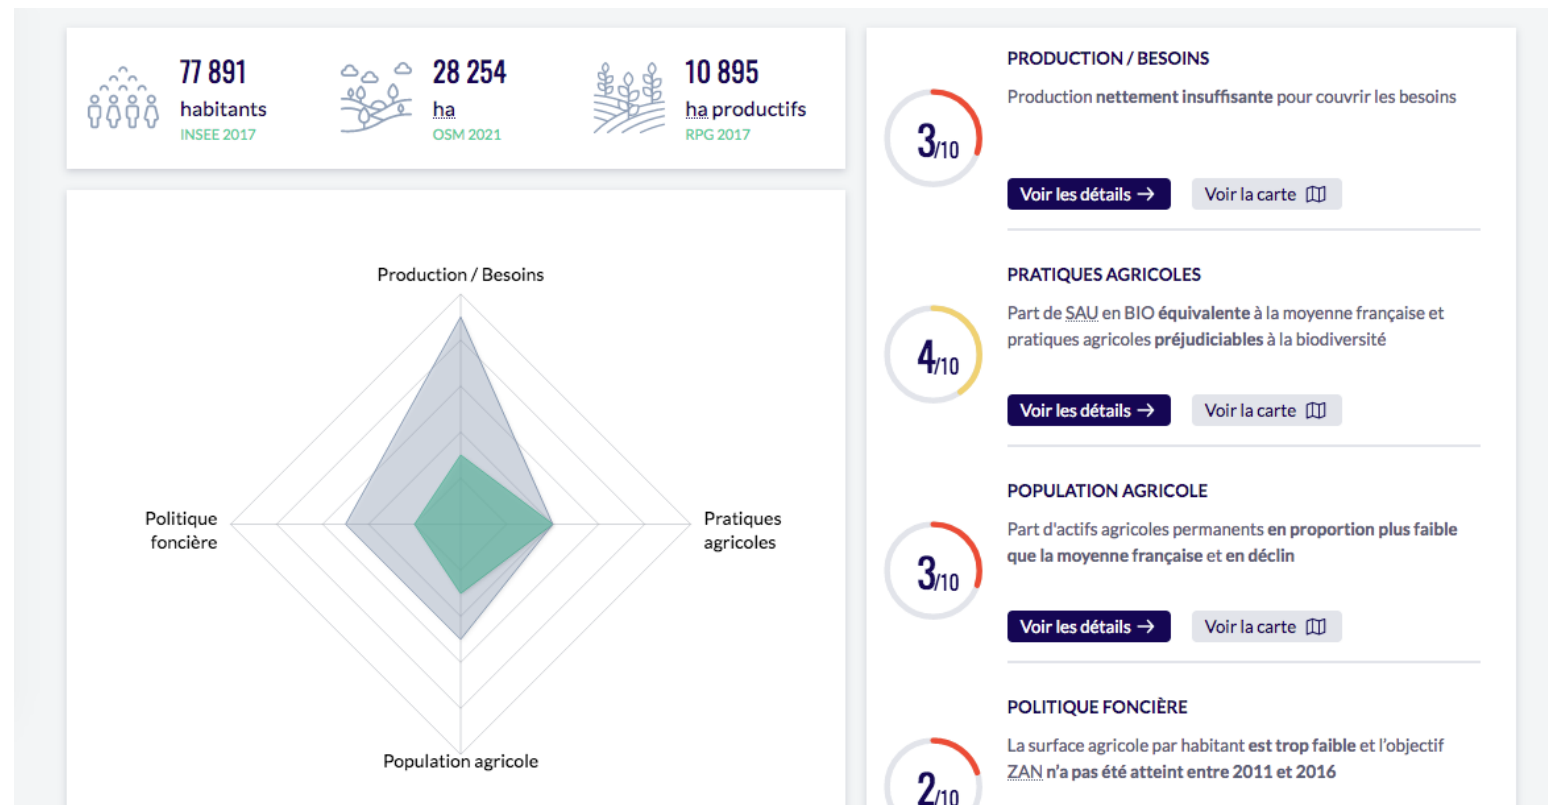 77 891
habitants
INSEE 2017
28 254
ha
OSM 2021
10 895
ha productifs
RPG 2017
Production / Besoins
Politique
foncière
Pratiques
agricoles
Population agricole
PRODUCTION / BESOINS
Production nettement insuffisante pour couvrir les besoins
3/10
Voir les détails →
Voir la carte
PRATIQUES AGRICOLES
Part de SAU en BIO équivalente à la moyenne française et
pratiques agricoles préjudiciables à la biodiversité
4/10
Voir les détails →
Voir la carte
POPULATION AGRICOLE
Part d'actifs agricoles permanents en proportion plus faible
que la moyenne française et en déclin
3/10
Voir les détails →
Voir la carte
POLITIQUE FONCIÈRE
La surface agricole par habitant est trop faible et l'objectif
ZAN n'a pas été atteint entre 2011 et 2016
2/10